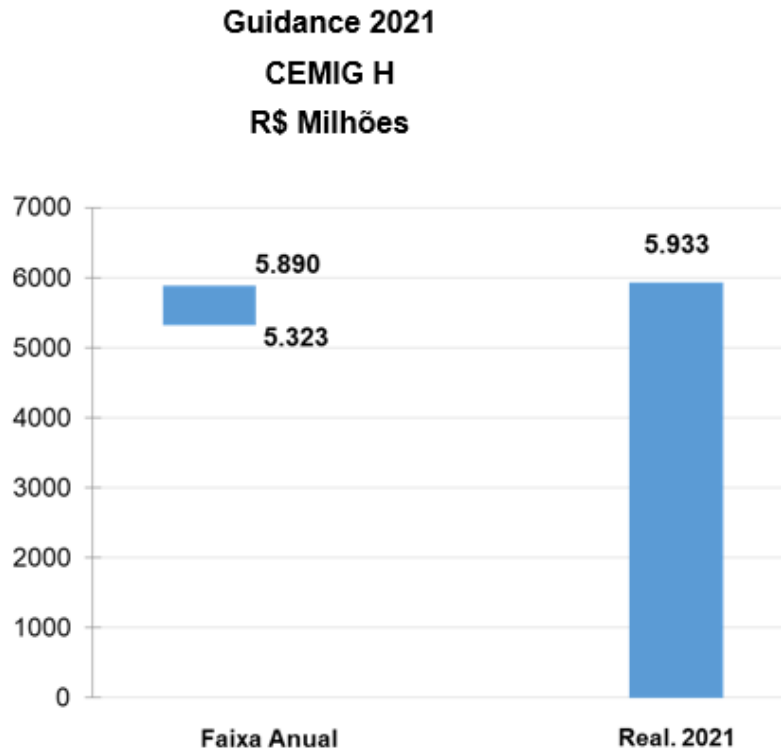 Guidance 2021
CEMIG H
R$ Milhões
7000
6000
5000
4000
3000
2000
1000
0
5.890
5.323
5.933
Faixa Anual
Real. 2021